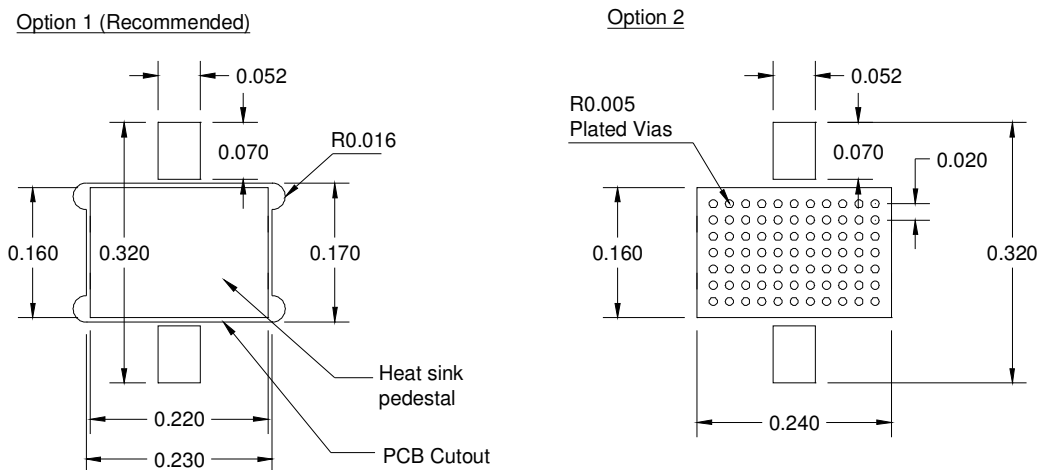 Option 1 (Recommended)
0.052
0.070
R0.016
0.160
0.320
0.170
Heat sink
pedestal
0.220
PCB Cutout
0.230
Option 2
0.052
R0.005
Plated Vias
0.070
0.020
0.160
0.320
0.240